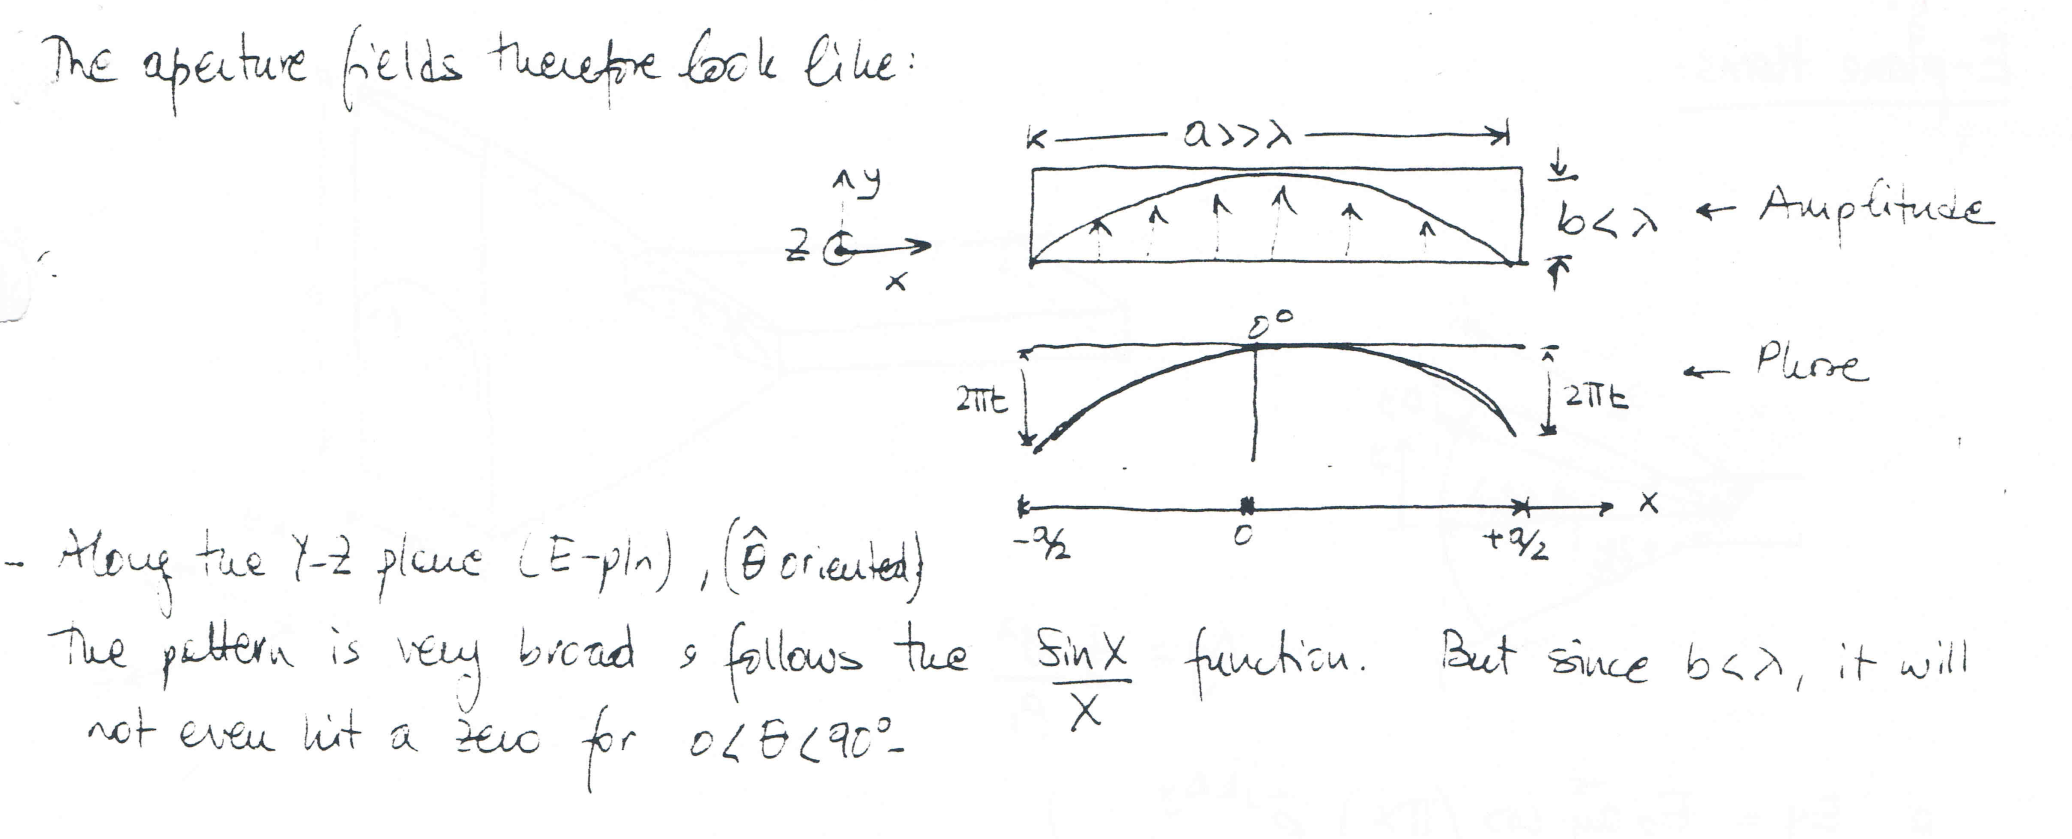 The aperture fields therefore look like:
a>>λ
y
z
x
b<λ ← Amplitude
0°
2πt
2πt
← Phase
x
-a/2
0
+a/2
- Along the Y-Z plane (E-pln), (θ̂ oriented)
The pattern is very broad & follows the sinX/X function. But since b<λ, it will
not even hit a zero for 0<θ<90°-